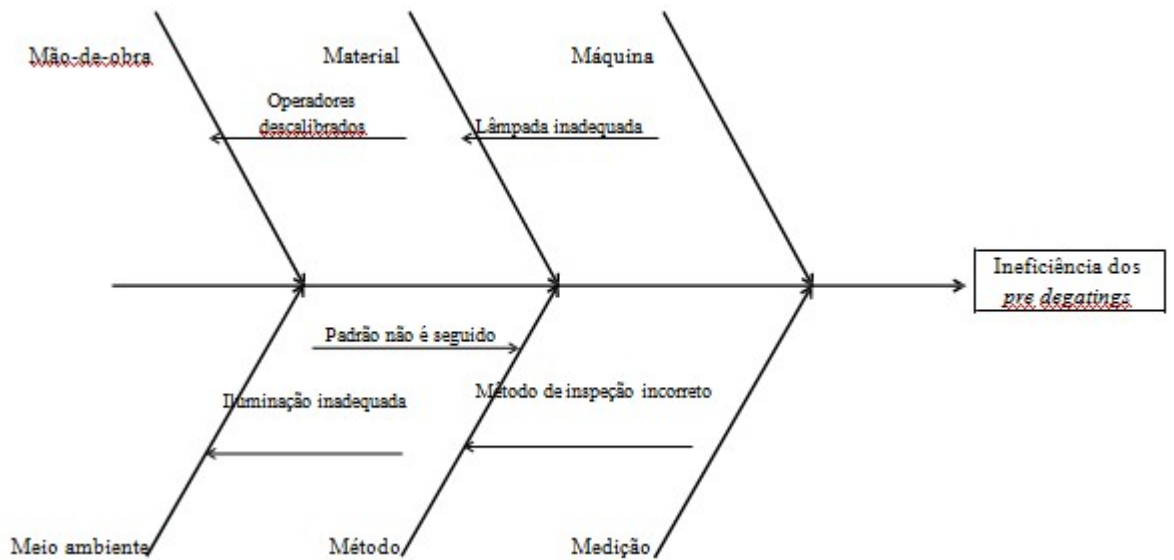 Mão-de-obra
Material
Máquina
Operadores
descalibrados
Lâmpada inadequada
Ineficiência dos
pre degatings
Padrão não é seguido
Iluminação inadequada
Método de inspeção incorreto
Meio ambiente
Método
Medição